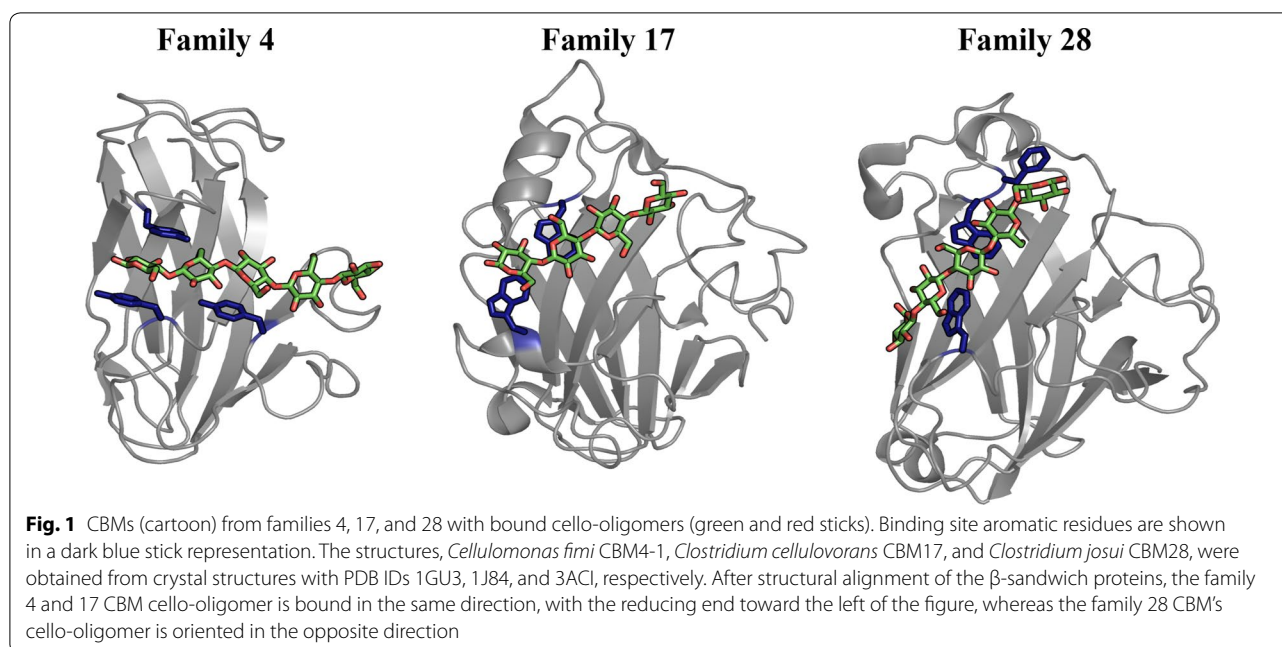 Family 4
Family 17
Family 28
Fig. 1 CBMs (cartoon) from families 4, 17, and 28 with bound cello-oligomers (green and red sticks). Binding site aromatic residues are shown
in a dark blue stick representation. The structures, Cellulomonas fimi CBM4-1, Clostridium cellulovorans CBM17, and Clostridium josui CBM28, were
obtained from crystal structures with PDB IDs 1GU3, 1J84, and 3ACI, respectively. After structural alignment of the β-sandwich proteins, the family
4 and 17 CBM cello-oligomer is bound in the same direction, with the reducing end toward the left of the figure, whereas the family 28 CBM's
cello-oligomer is oriented in the opposite direction